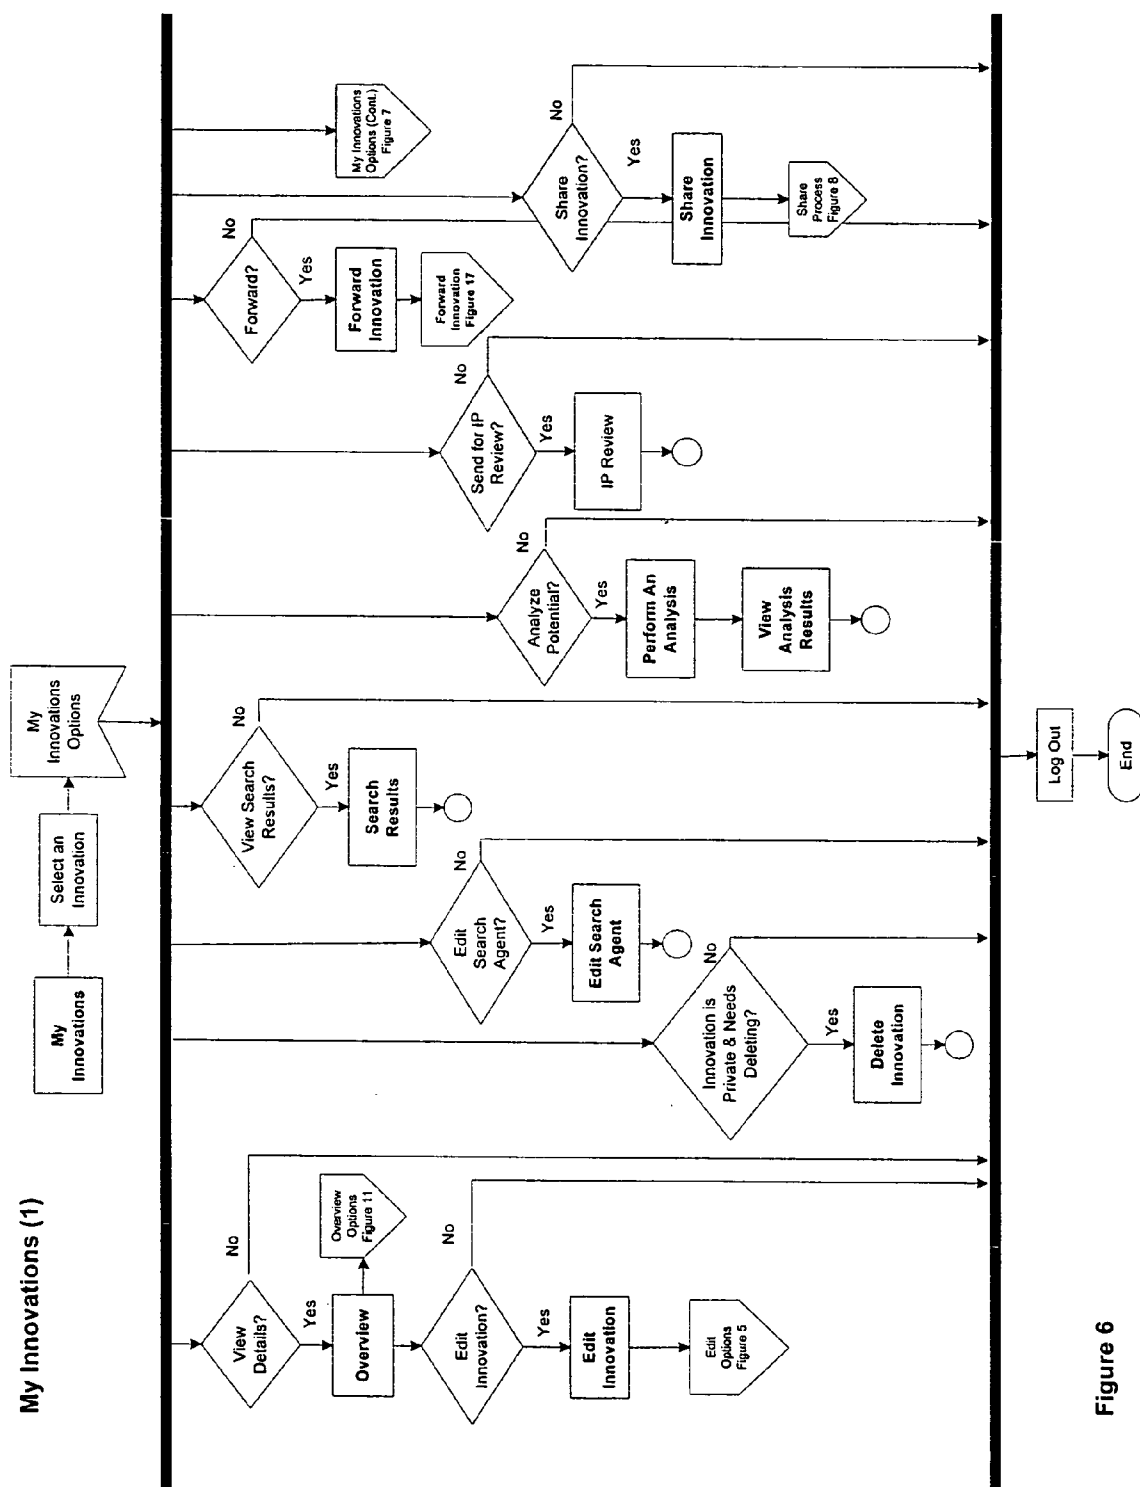 My Innovations (1)
My
Innovations
Select an
Innovation
My
Innovations
Options
View
Details?
No
Yes
Overview
Overview
Options
Figure 11
Edit
Innovation?
No
Yes
Edit
Innovation
Edit
Options
Figure 5
Innovation is
Private & Needs
Deleting?
No
Yes
Delete
Innovation
Edit
Search
Agent?
No
Yes
Edit Search
Agent
View Search
Results?
No
Yes
Search
Results
Analyze
Potential?
No
Yes
Perform An
Analysis
View
Analysis
Results
Send for IP
Review?
No
Yes
IP Review
Forward?
No
Yes
Forward
Innovation
Forward
Innovation
Figure 17
Share
Innovation?
No
Yes
Share
Innovation
Share
Process
Figure 8
My Innovations
Options (Cont.)
Figure 7
Log Out
End
Figure 6